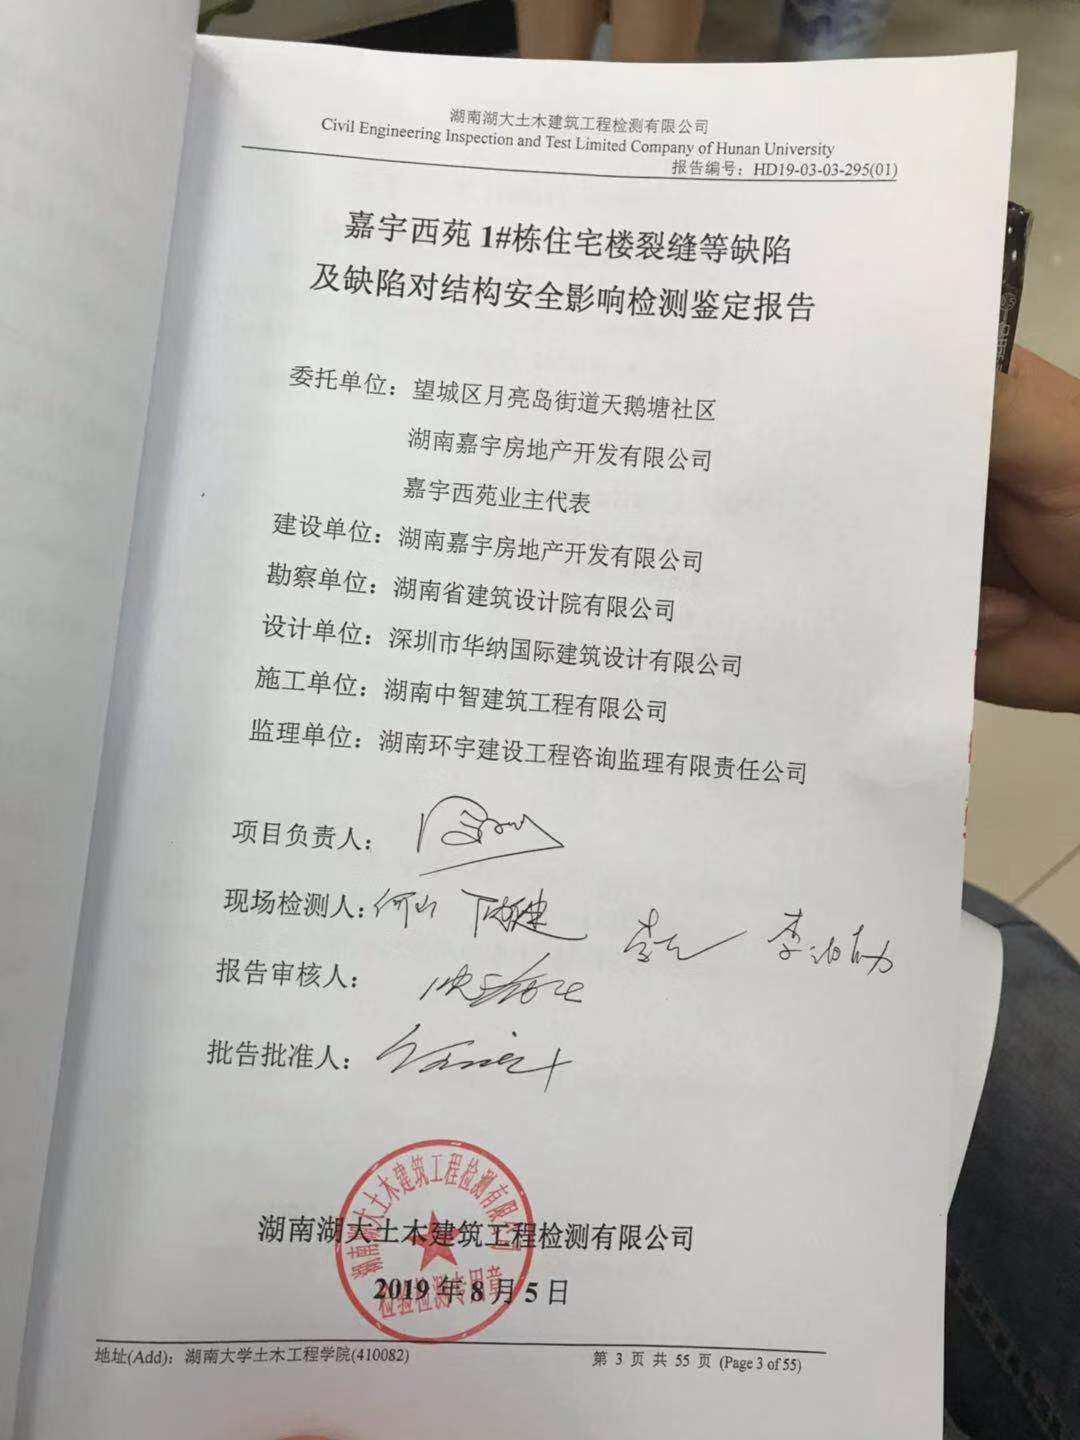 湖南湖大土木建筑工程检测有限公司
Civil Engineering Inspection and Test Limited Company of Hunan University
报告编号：HD19-03-03-295(01)
嘉宇西苑 1#栋住宅楼裂缝等缺陷
及缺陷对结构安全影响检测鉴定报告
委托单位：望城区月亮岛街道天鹅塘社区
湖南嘉宇房地产开发有限公司
嘉宇西苑业主代表
建设单位：湖南嘉宇房地产开发有限公司
勘察单位：湖南省建筑设计院有限公司
设计单位：深圳市华纳国际建筑设计有限公司
施工单位：湖南中智建筑工程有限公司
监理单位：湖南环宇建设工程咨询监理有限责任公司
项目负责人：
现场检测人：何山
报告审核人：
批告批准人：
湖南湖大土木建筑工程检测有限公司
检验检测专用章
湖南湖大土木建筑工程检测有限公司
2019 年 8 月 5 日
地址(Add)：湖南大学土木工程学院(410082)
第 3 页 共 55 页 (Page 3 of 55)